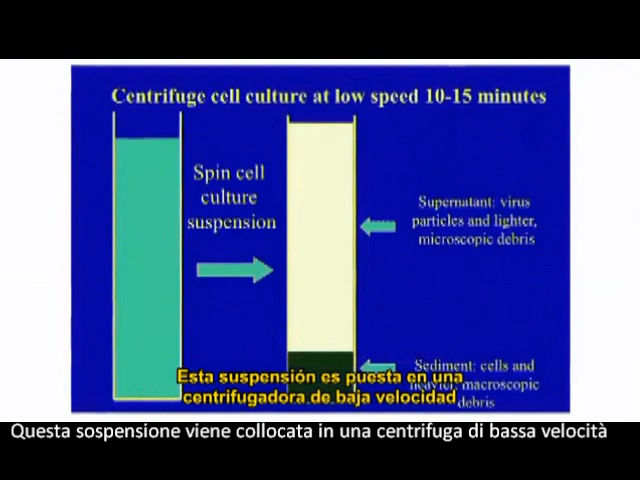 Centrifuge cell culture at low speed 10-15 minutes
Spin cell
culture
suspension
Supernatant: virus
particles and lighter,
microscopic debris
Sediment: cells and
heavier, macroscopic
debris
Esta suspensión es puesta en una
centrifugadora de baja velocidad
Questa sospensione viene collocata in una centrifuga di bassa velocità